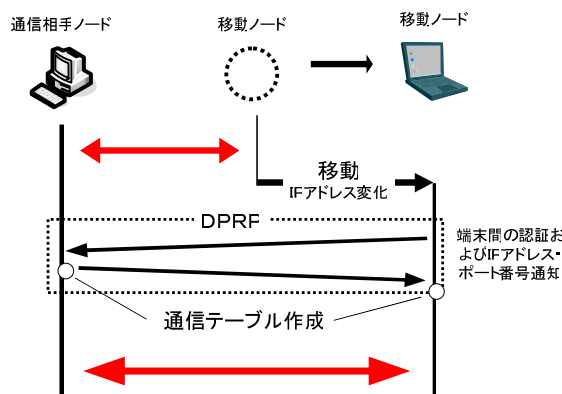 通信相手ノード
移動ノード
移動ノード
移動
IFアドレス変化
DPRP
端末間の認証お
よびIFアドレス・
ポート番号通知
通信テーブル作成